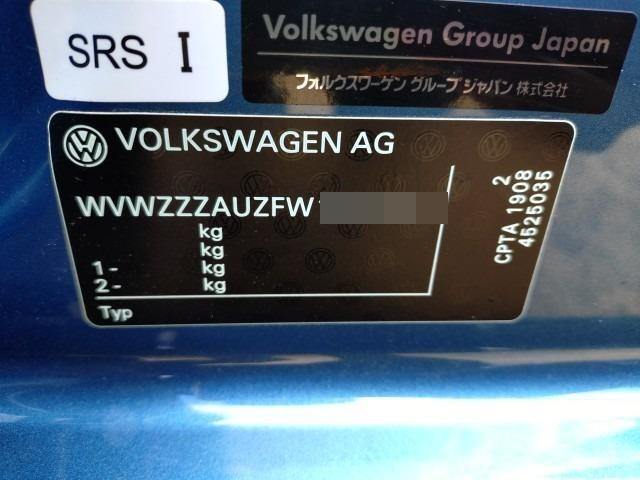 SRS I
Volkswagen Group Japan
フォルクスワーゲン グループ ジャパン 株式会社
VOLKSWAGEN AG
WVWZZZAUZFW
kg
kg
1- kg
2- kg
Typ
2
CPTA 1908
4525035